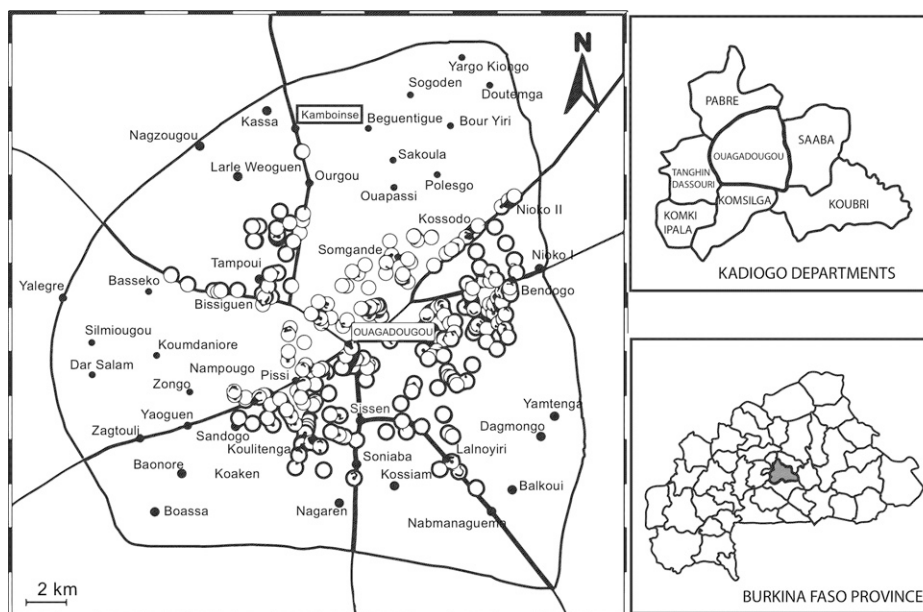 N
Yargo Kiongo
Sogoden
Doutemga
Kassa
Kamboinse
Beguentigue
Bour Yiri
Nagzougou
Larle Weoguen
Sakoula
Ourgou
Polesgo
Ouapassi
Nioko II
Kossodo
Somgande
Nioko I
Tampoui
Basseko
Bendogo
Yalegre
Bissiguen
OUAGADOUGOU
Silmiougou
Koumdaniore
Dar Salam
Nampougo
Pissi
Zongo
Yaoguen
Sissen
Yamtenga
Zagtouli
Sandogo
Dagmongo
Koulitenga
Lalnoyiri
Baonore
Koaken
Soniaba
Kossiam
Balkoui
Boassa
Nagaren
Nabmanaguema
2 km
PABRE
SAABA
OUAGADOUGOU
TANGHIN
DASSOURI
KOMSILGA
KOMKI
IPALA
KOUBRI
KADIOGO DEPARTMENTS
BURKINA FASO PROVINCE